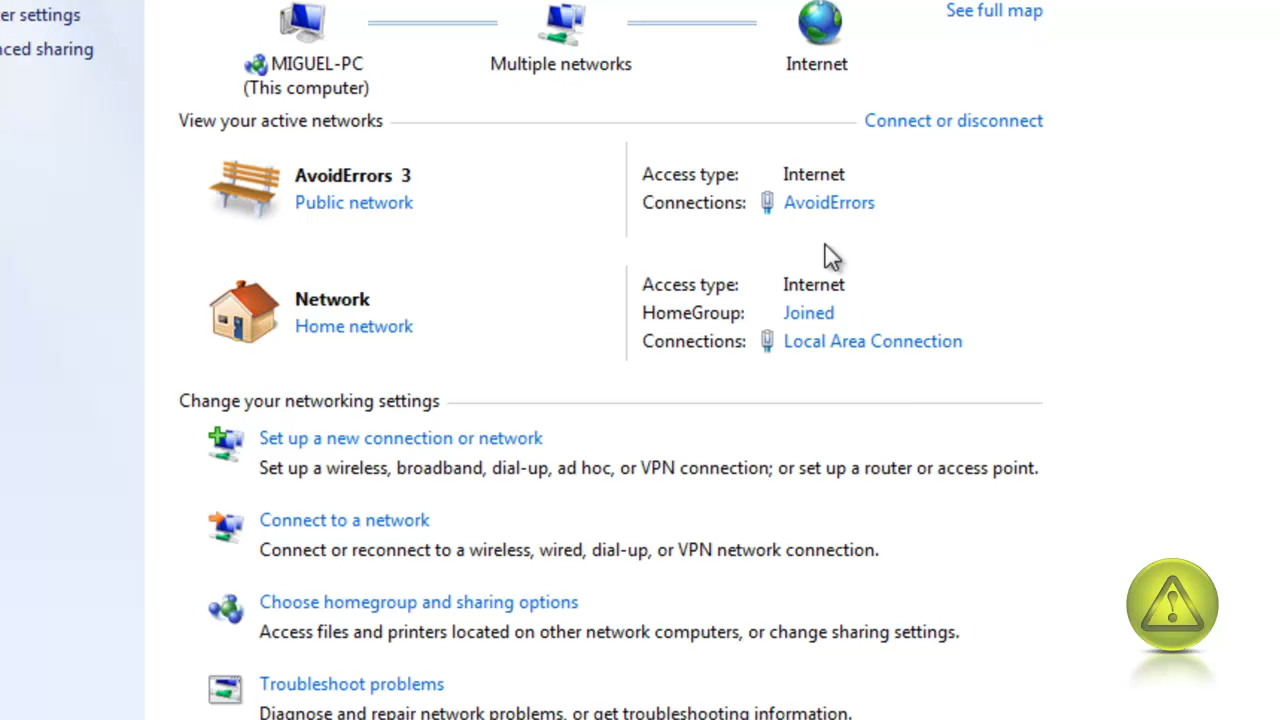 er settings
See full map
nced sharing
MIGUEL-PC
(This computer)
Multiple networks
Internet
View your active networks
Connect or disconnect
AvoidErrors 3
Public network
Access type: Internet
Connections: AvoidErrors
Network
Home network
Access type: Internet
HomeGroup: Joined
Connections: Local Area Connection
Change your networking settings
Set up a new connection or network
Set up a wireless, broadband, dial-up, ad hoc, or VPN connection; or set up a router or access point.
Connect to a network
Connect or reconnect to a wireless, wired, dial-up, or VPN network connection.
Choose homegroup and sharing options
Access files and printers located on other network computers, or change sharing settings.
Troubleshoot problems
Diagnose and repair network problems, or get troubleshooting information.